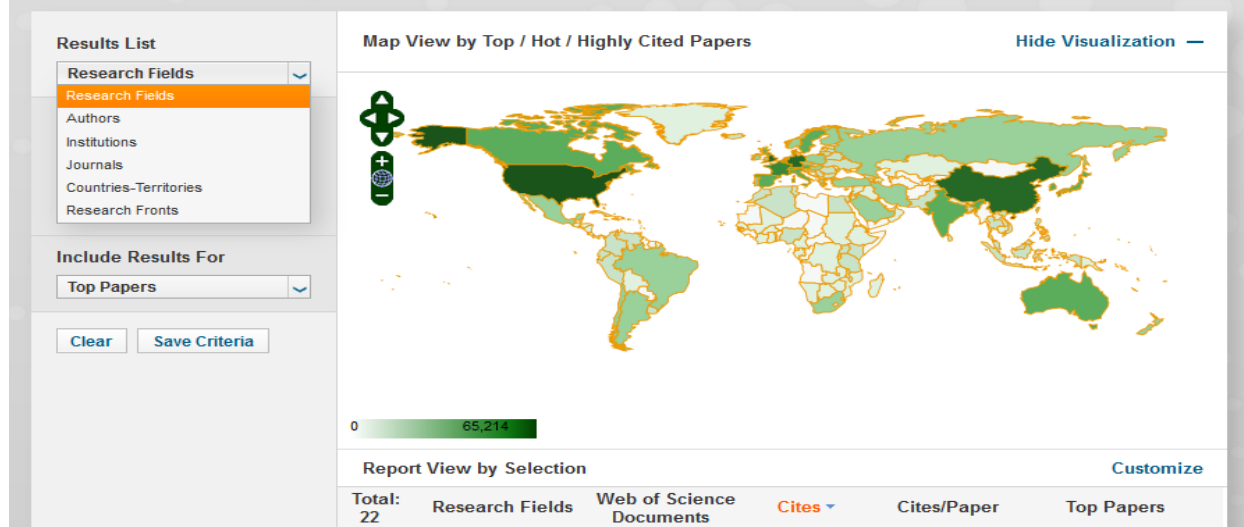 Results List
Research Fields
Research Fields
Authors
Institutions
Journals
Countries-Territories
Research Fronts
Include Results For
Top Papers
Clear Save Criteria
Map View by Top / Hot / Highly Cited Papers Hide Visualization —
+
−
0 65,214
Report View by Selection Customize
Total: 22 Research Fields Web of Science Documents Cites Cites/Paper Top Papers